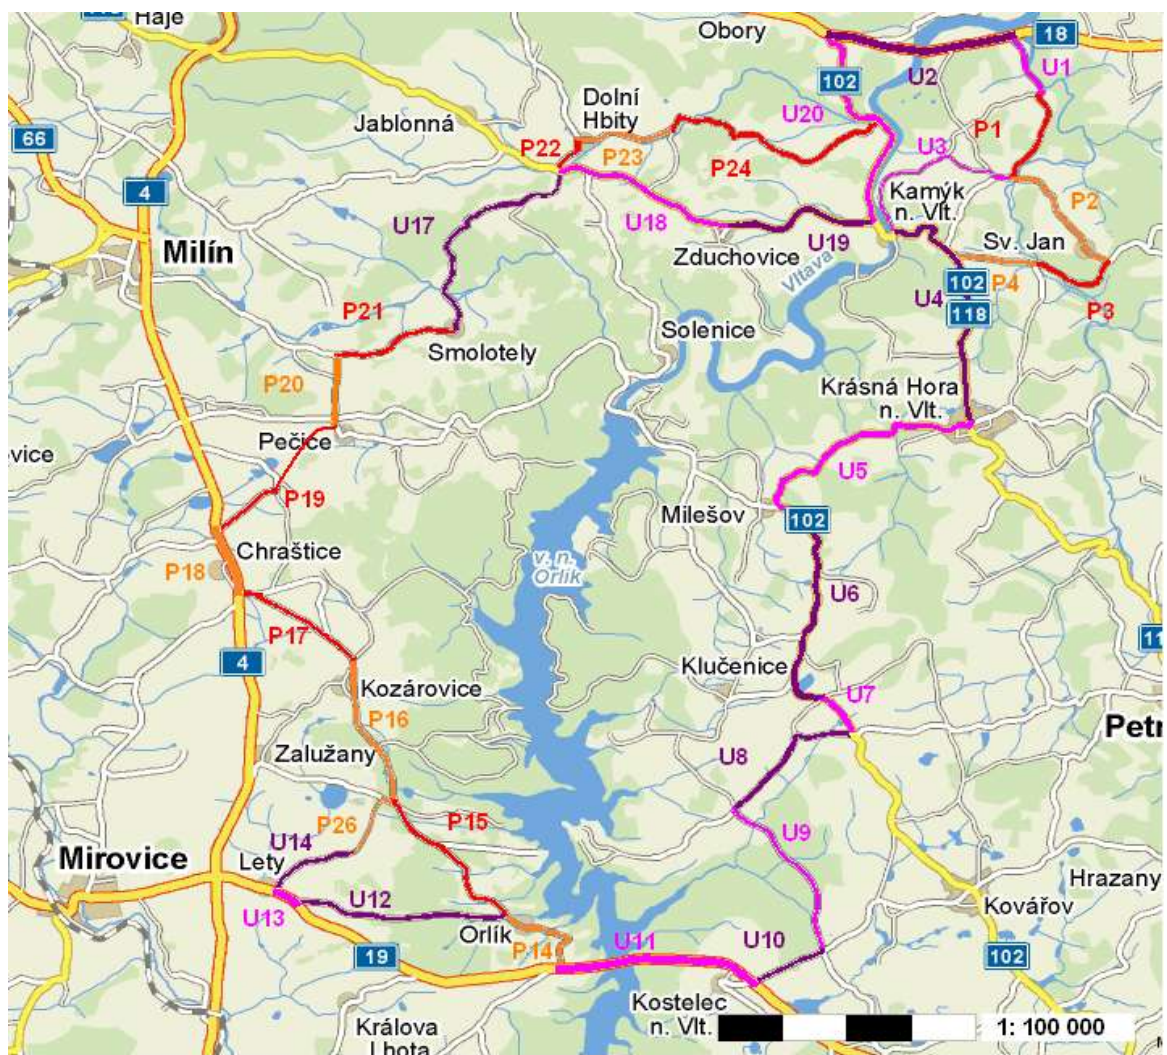 Háje
Obory
18
102
U2
U1
66
Dolní
Hbity
U20
Jablonná
P22
P23
P24
P1
U3
4
Kamýk
n. Vlt.
P2
U17
U18
U19
Sv. Jan
Milín
Zduchovice
Vltava
102
P4
U4
118
P3
P21
Smolotely
Solenice
P20
Krásná Hora
n. Vlt.
Pečice
ovice
U5
P19
Milešov
102
Chraštice
v. n.
Orlík
P18
U6
P17
11
4
Klučenice
Kozárovice
U7
P16
Petr
Zalužany
U8
P26
P15
U9
U14
Mirovice
Lety
Hrazany
U12
U13
Kovářov
Orlík
P14
U11
U10
19
102
Kostelec
n. Vlt.
Králova
Lhota
1: 100 000